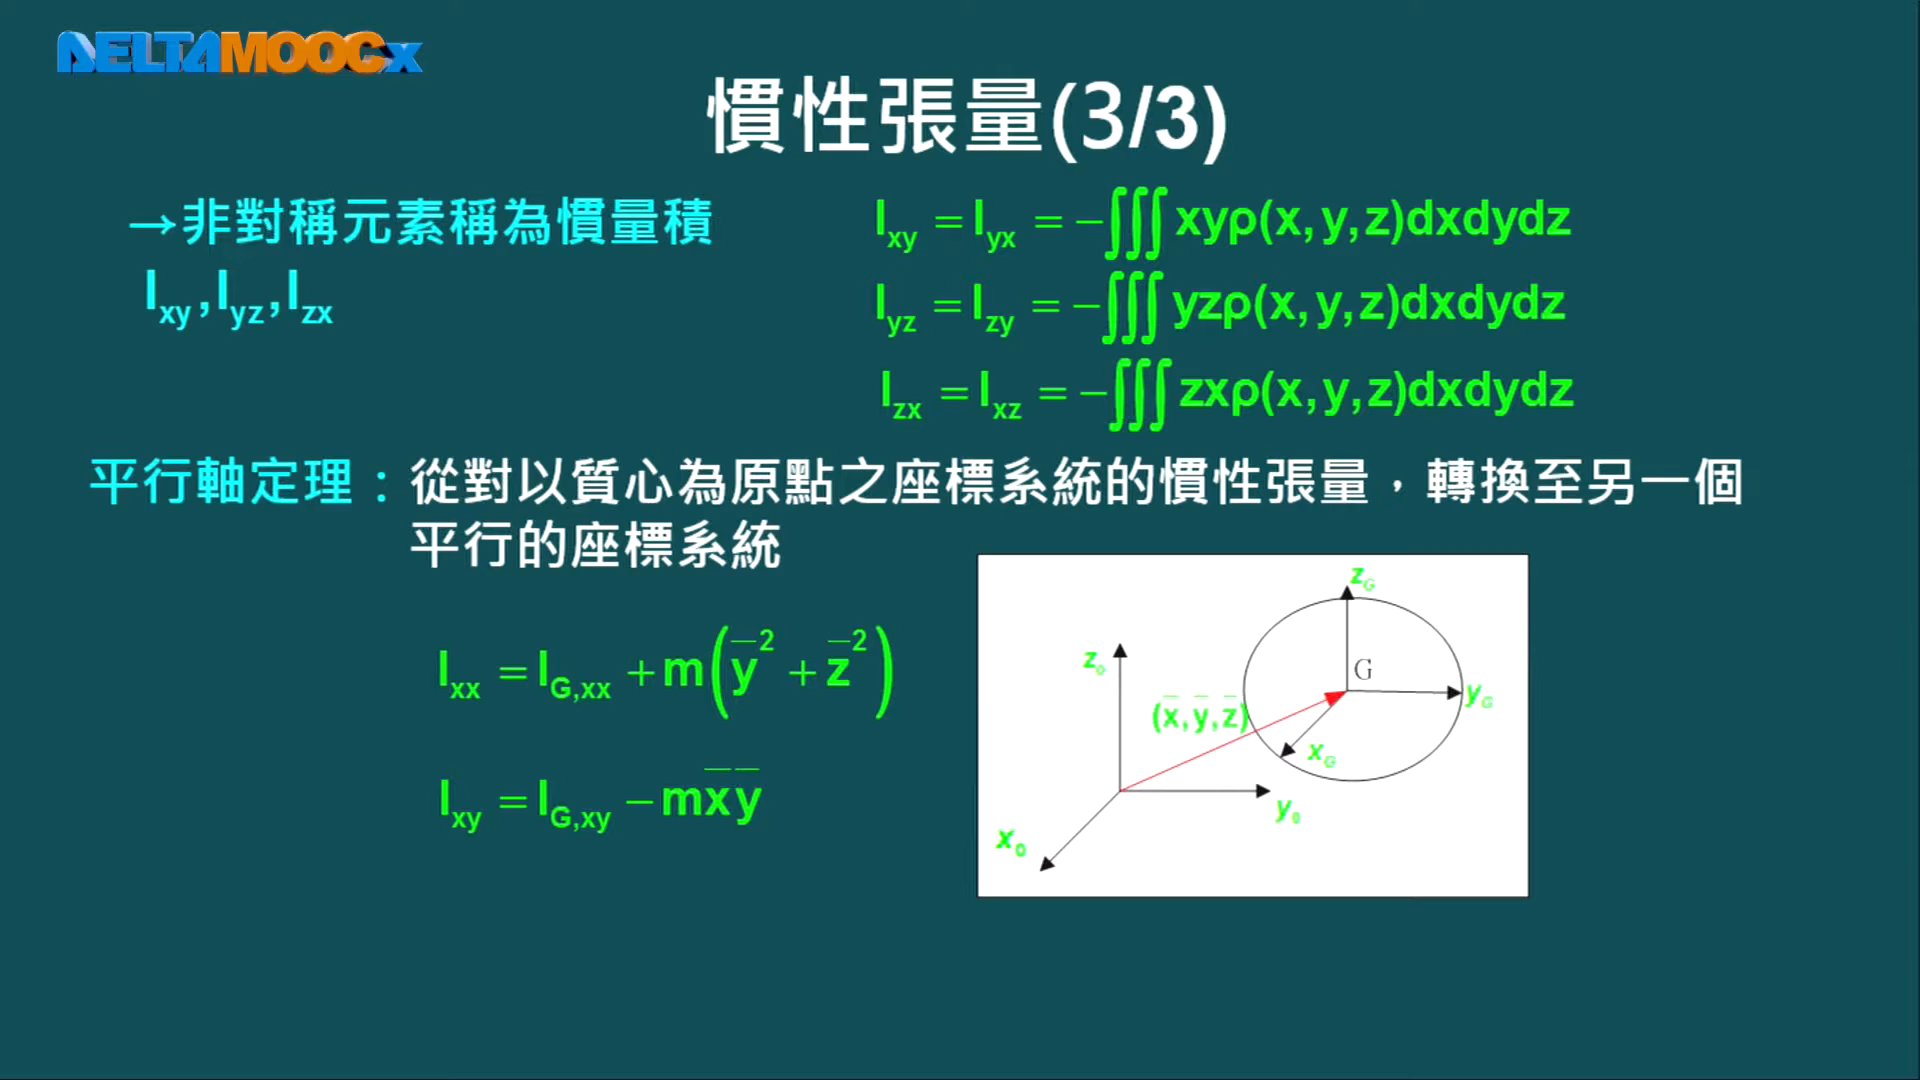 DELTAMOOCx
慣性張量(3/3)
→非對稱元素稱為慣量積
I_xy , I_yz , I_zx
I_xy = I_yx = −∭ xyρ(x, y, z)dxdydz
I_yz = I_zy = −∭ yzρ(x, y, z)dxdydz
I_zx = I_xz = −∭ zxρ(x, y, z)dxdydz
平行軸定理：從對以質心為原點之座標系統的慣性張量，轉換至另一個
平行的座標系統
I_xx = I_G,xx + m(y̅² + z̅²)
I_xy = I_G,xy − mx̅y̅
z_G
z_0
G
(x̅, y̅, z̅)
y_G
x_G
y_0
x_0